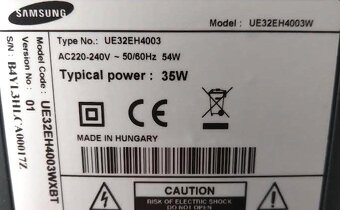 SAMSUNG
Model : UE32EH4003W
Type No.: UE32EH4003
AC220-240V ~ 50/60Hz 54W
Typical power : 35W
CE
MADE IN HUNGARY
CAUTION
RISK OF ELECTRIC SHOCK
DO NOT OPEN
Model Code : UE32EH4003WXBT
Version No : 01
S/N: